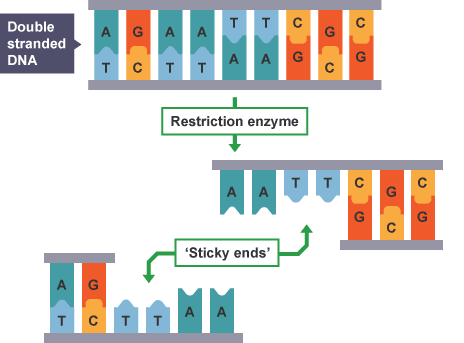 Double
stranded
DNA
A G A A T T C G C
T C T T A A G C G
Restriction enzyme
A A T T C G C
G C G
'Sticky ends'
A G
T C T T A A